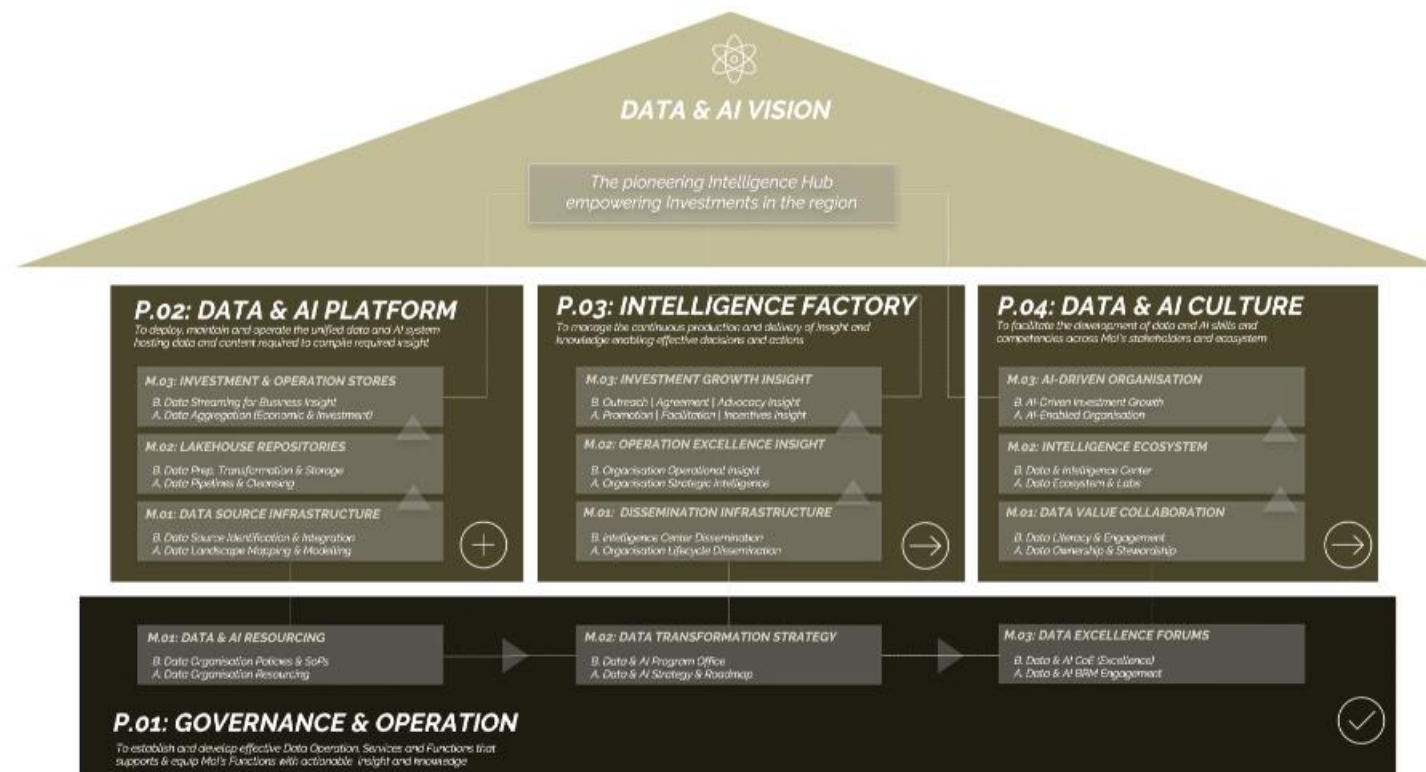 DATA & AI VISION
The pioneering Intelligence Hub
empowering Investments in the region
P.02: DATA & AI PLATFORM
To deploy, maintain and operate the unified data and AI system
hosting data and content required to compile required insight
M.03: INVESTMENT & OPERATION STORES
B. Data Streaming for Business Insight
A. Data Aggregation (Economic & Investment)
M.02: LAKEHOUSE REPOSITORIES
B. Data Prep, Transformation & Storage
A. Data Pipelines & Cleansing
M.01: DATA SOURCE INFRASTRUCTURE
B. Data Source Identification & Integration
A. Data Landscape Mapping & Modelling
P.03: INTELLIGENCE FACTORY
To manage the continuous production and delivery of insight and
knowledge enabling effective decisions and actions
M.03: INVESTMENT GROWTH INSIGHT
B. Outreach | Agreement | Advocacy Insight
A. Promotion | Facilitation | Incentives Insight
M.02: OPERATION EXCELLENCE INSIGHT
B. Organisation Operational Insight
A. Organisation Strategic Intelligence
M.01: DISSEMINATION INFRASTRUCTURE
B. Intelligence Center Dissemination
A. Organisation Lifecycle Dissemination
P.04: DATA & AI CULTURE
To facilitate the development of data and AI skills and
competencies across MoI's stakeholders and ecosystem
M.03: AI-DRIVEN ORGANISATION
B. AI-Driven Investment Growth
A. AI-Enabled Organisation
M.02: INTELLIGENCE ECOSYSTEM
B. Data & Intelligence Center
A. Data Ecosystem & Labs
M.01: DATA VALUE COLLABORATION
B. Data Literacy & Engagement
A. Data Ownership & Stewardship
M.01: DATA & AI RESOURCING
B. Data Organisation Policies & SoPs
A. Data Organisation Resourcing
M.02: DATA TRANSFORMATION STRATEGY
B. Data & AI Program Office
A. Data & AI Strategy & Roadmap
M.03: DATA EXCELLENCE FORUMS
B. Data & AI CoE (Excellence)
A. Data & AI BRM Engagement
P.01: GOVERNANCE & OPERATION
To establish and develop effective Data Operation, Services and Functions that
supports & equip MoI's Functions with actionable insight and knowledge